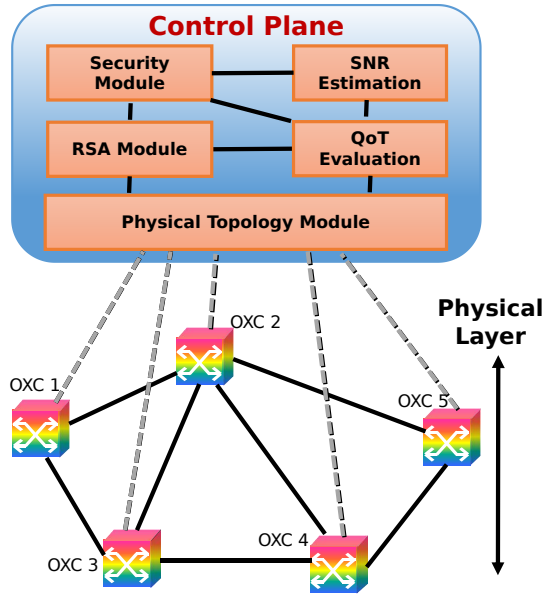 Control Plane
Security
Module
SNR
Estimation
RSA Module
QoT
Evaluation
Physical Topology Module
Physical
Layer
OXC 2
OXC 1
OXC 5
OXC 4
OXC 3